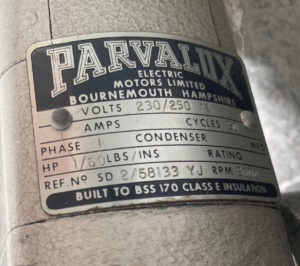 PARVALUX
ELECTRIC
MOTORS LIMITED
BOURNEMOUTH HAMPSHIRE
VOLTS 230/250
AMPS CYCLES
PHASE 1 CONDENSER MFD
HP 1/60 LBS/INS RATING
REF. Nº SD 2/58133 YJ RPM
BUILT TO BSS 170 CLASS E INSULATION